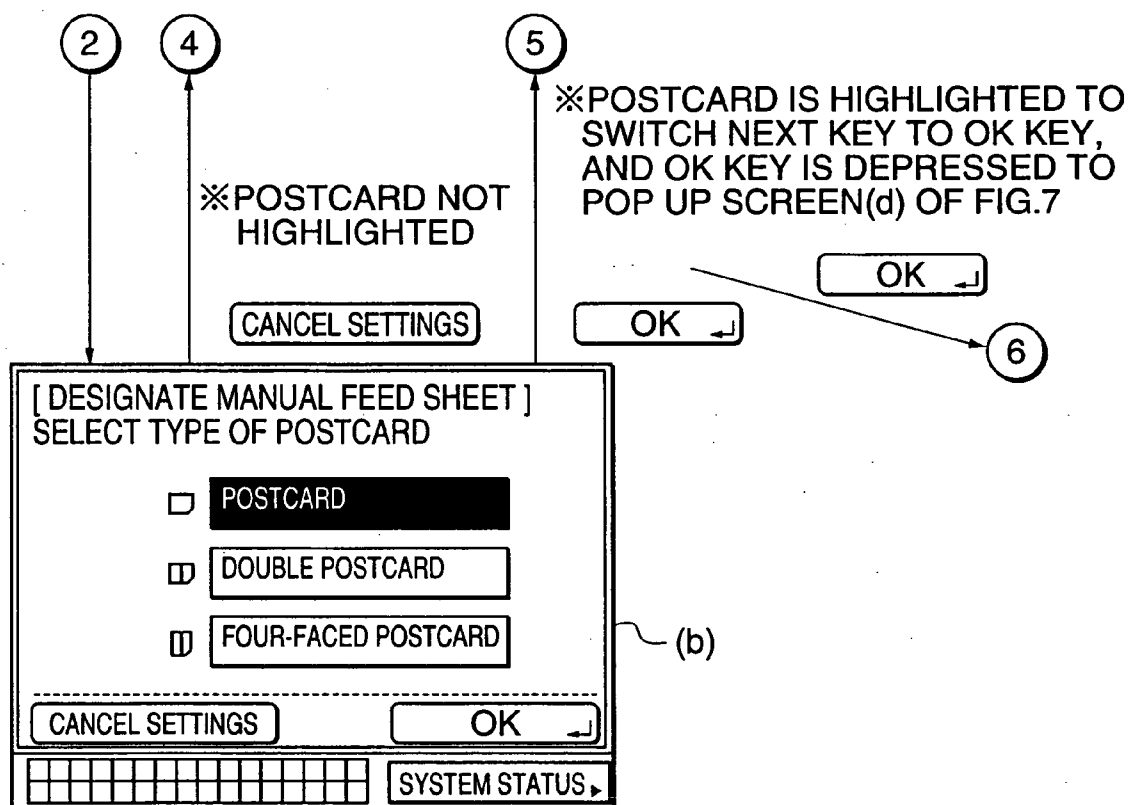 2
4
5
※POSTCARD IS HIGHLIGHTED TO
SWITCH NEXT KEY TO OK KEY,
AND OK KEY IS DEPRESSED TO
POP UP SCREEN(d) OF FIG.7
※POSTCARD NOT
HIGHLIGHTED
OK
CANCEL SETTINGS
OK
6
[ DESIGNATE MANUAL FEED SHEET ]
SELECT TYPE OF POSTCARD
POSTCARD
DOUBLE POSTCARD
FOUR-FACED POSTCARD
(b)
CANCEL SETTINGS
OK
SYSTEM STATUS